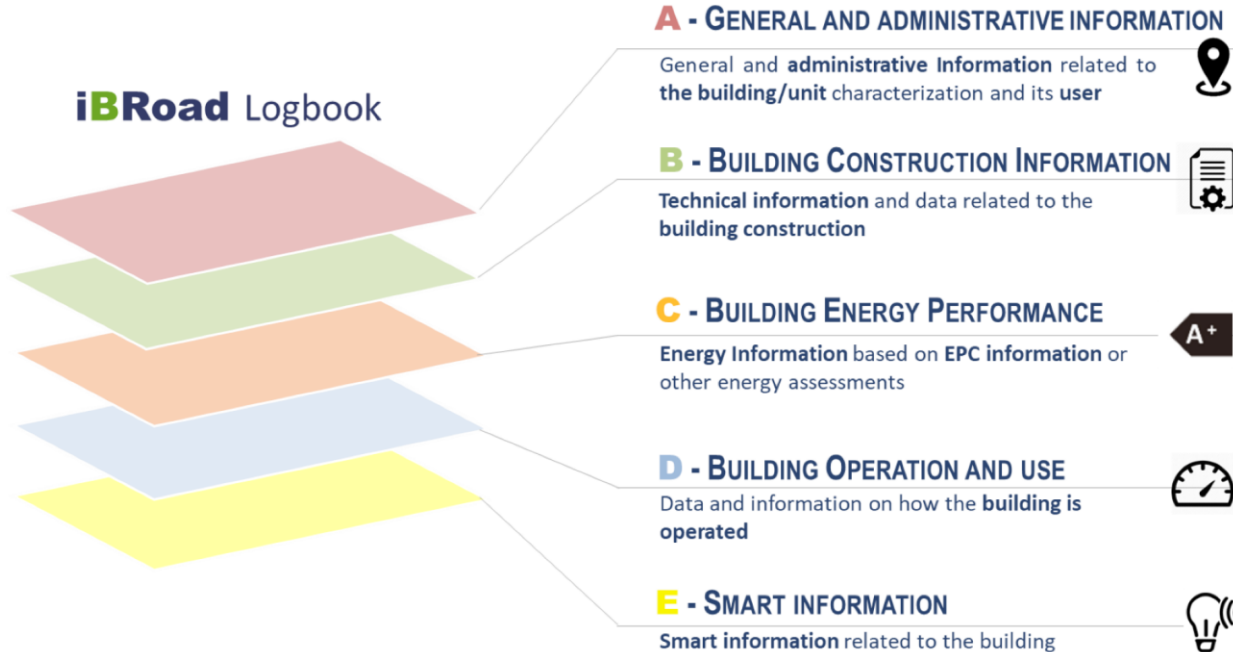 iBRoad Logbook
A - GENERAL AND ADMINISTRATIVE INFORMATION
General and administrative Information related to
the building/unit characterization and its user
B - BUILDING CONSTRUCTION INFORMATION
Technical information and data related to the
building construction
C - BUILDING ENERGY PERFORMANCE
A+
Energy Information based on EPC information or
other energy assessments
D - BUILDING OPERATION AND USE
Data and information on how the building is
operated
E - SMART INFORMATION
Smart information related to the building